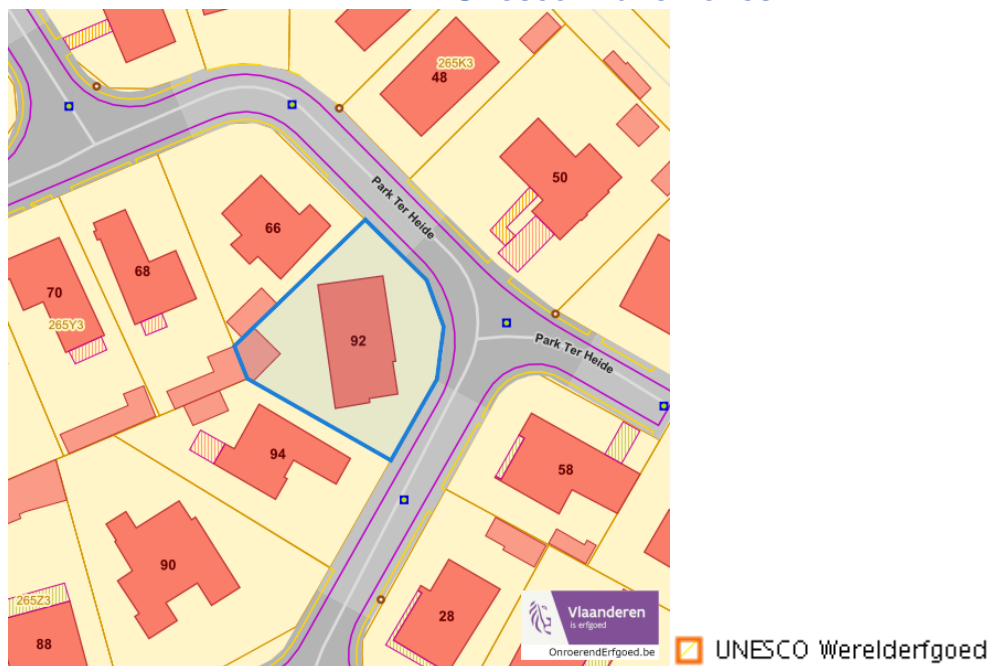 48
265K3
50
Park Ter Heide
66
68
70
265Y3
92
Park Ter Heide
94
58
90
265Z3
88
28
Vlaanderen
is erfgoed
OnroerendErfgoed.be
UNESCO Werelderfgoed